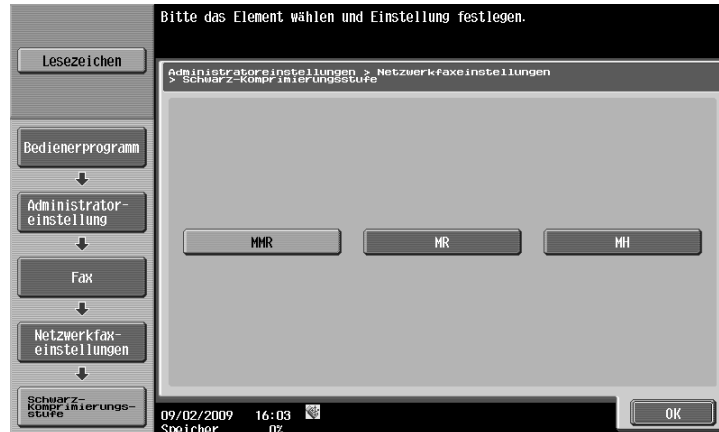 Bitte das Element wählen und Einstellung festlegen.
Lesezeichen
Administratoreinstellungen > Netzwerkfaxeinstellungen
> Schwarz-Komprimierungsstufe
Bedienerprogramm
Administrator-
einstellung
Fax
Netzwerkfax-
einstellungen
Schwarz-
Komprimierungs-
stufe
MMR MR MH
09/02/2009 16:03
Speicher 0%
OK